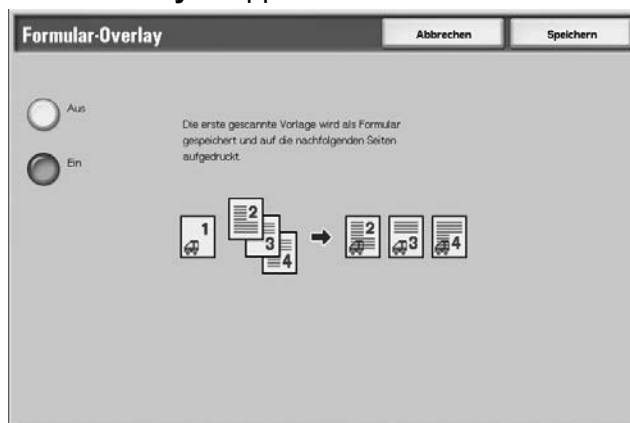 Formular-Overlay
Abbrechen
Speichern
Aus
Ein
Die erste gescannte Vorlage wird als Formular
gespeichert und auf die nachfolgenden Seiten
aufgedruckt.
1
2
3
4
2
3
4